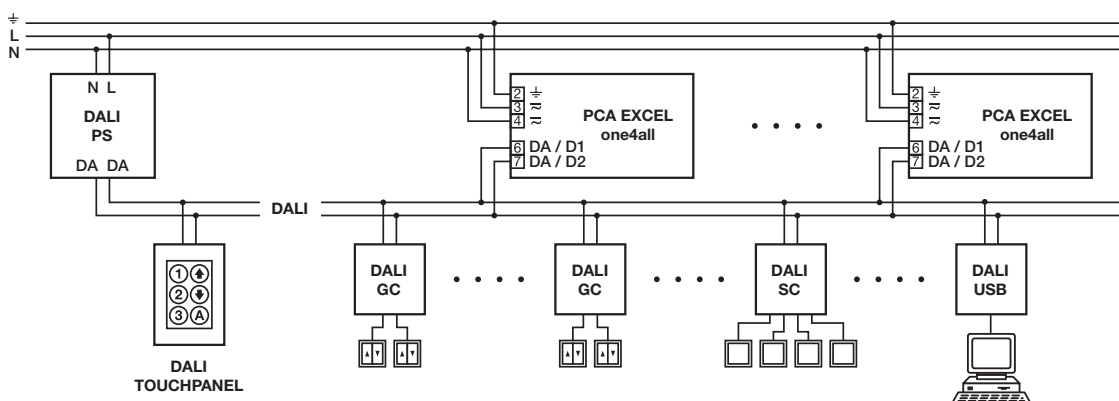 ⏚
L
N
N L
DALI
PS
DA DA
2 ⏚
3 ≂
4 ≂
6 DA / D1
7 DA / D2
PCA EXCEL
one4all
2 ⏚
3 ≂
4 ≂
6 DA / D1
7 DA / D2
PCA EXCEL
one4all
DALI
1
2
3 A
DALI
TOUCHPANEL
DALI
GC
DALI
GC
DALI
SC
DALI
USB